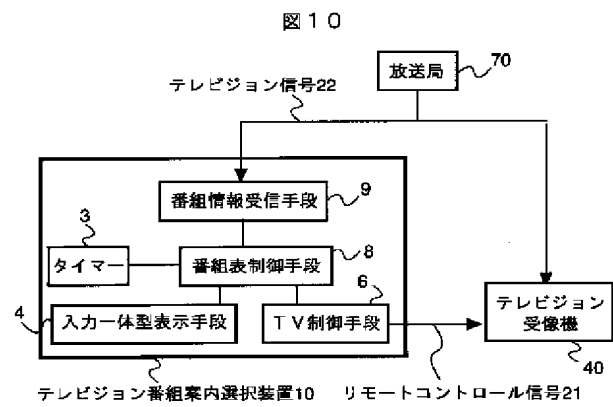 図１０
放送局
70
テレビジョン信号22
番組情報受信手段
9
3
タイマー
番組表制御手段
8
4
入力一体型表示手段
ＴＶ制御手段
6
テレビジョン
受像機
40
テレビジョン番組案内選択装置10
リモートコントロール信号21